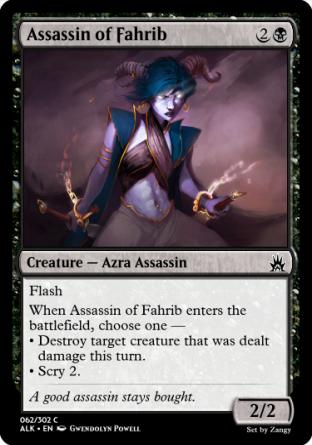 Assassin of Fahrib 2
Creature — Azra Assassin
Flash
When Assassin of Fahrib enters the
battlefield, choose one —
• Destroy target creature that was dealt
damage this turn.
• Scry 2.
A good assassin stays bought.
2/2
062/302 C
ALK • EN Gwendolyn Powell
Set by Zangy